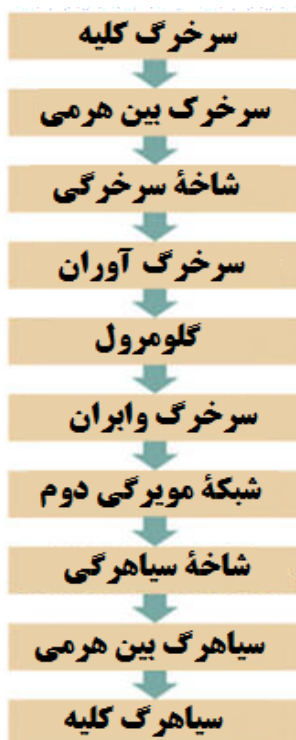 سرخرگ کلیه
سرخرگ بین هرمی
شاخهٔ سرخرگی
سرخرگ آوران
گلومرول
سرخرگ وابران
شبکهٔ مویرگی دوم
شاخهٔ سیاهرگی
سیاهرگ بین هرمی
سیاهرگ کلیه